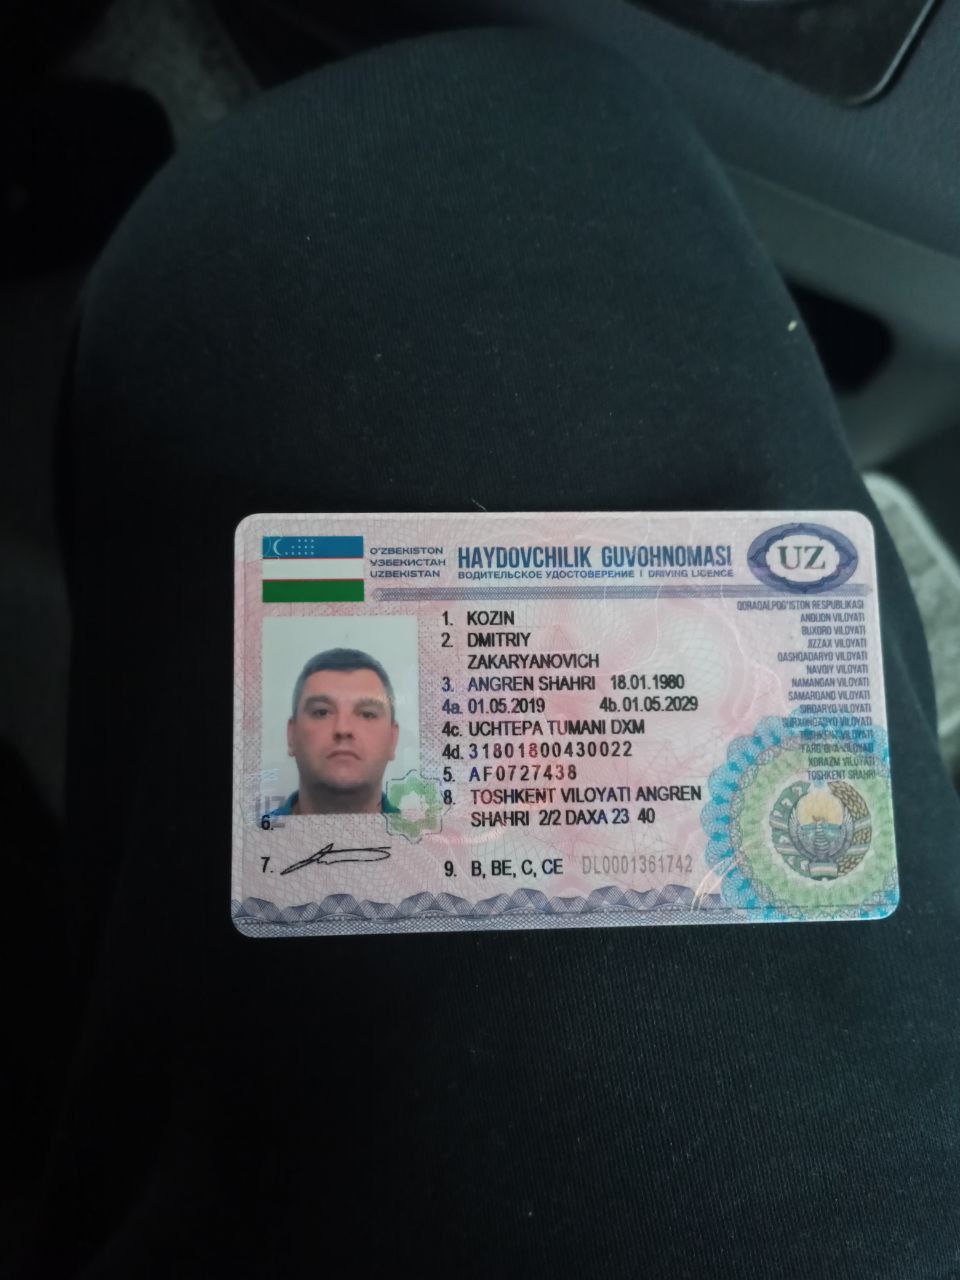 O'ZBEKISTON
ЎЗБЕКИСТАН
UZBEKISTAN
HAYDOVCHILIK GUVOHNOMASI
ВОДИТЕЛЬСКОЕ УДОСТОВЕРЕНИЕ | DRIVING LICENCE
UZ
1. KOZIN
2. DMITRIY
ZAKARYANOVICH
3. ANGREN SHAHRI 18.01.1980
4a. 01.05.2019 4b. 01.05.2029
4c. UCHTEPA TUMANI DXM
4d. 31801800430022
5. AF0727438
8. TOSHKENT VILOYATI ANGREN
SHAHRI 2/2 DAXA 23 40
6.
7.
9. B, BE, C, CE DL0001361742
QORAQALPOG'ISTON RESPUBLIKASI
ANDIJON VILOYATI
BUXORO VILOYATI
JIZZAX VILOYATI
QASHQADARYO VILOYATI
NAVOIY VILOYATI
NAMANGAN VILOYATI
SAMARQAND VILOYATI
SIRDARYO VILOYATI
SURXONDARYO VILOYATI
TOSHKENT VILOYATI
FARG'ONA VILOYATI
XORAZM VILOYATI
TOSHKENT SHAHRI